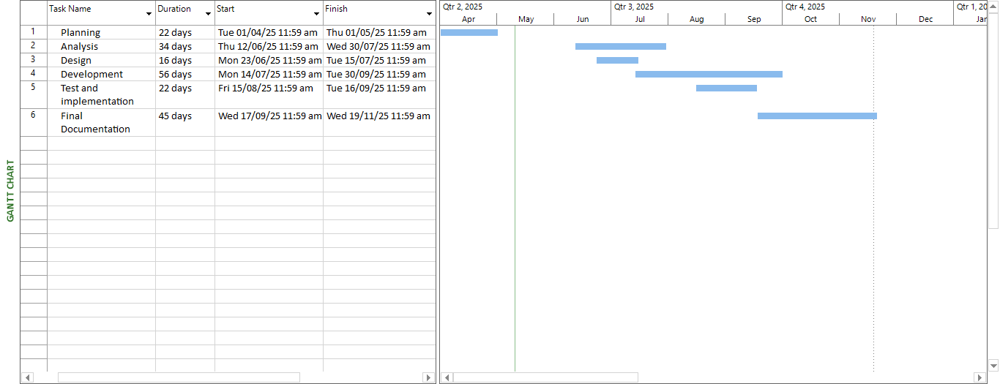 Task Name Duration Start Finish
Qtr 2, 2025 Qtr 3, 2025 Qtr 4, 2025 Qtr 1, 20
Apr May Jun Jul Aug Sep Oct Nov Dec Jan
1 Planning 22 days Tue 01/04/25 11:59 am Thu 01/05/25 11:59 am
2 Analysis 34 days Thu 12/06/25 11:59 am Wed 30/07/25 11:59 am
3 Design 16 days Mon 23/06/25 11:59 am Tue 15/07/25 11:59 am
4 Development 56 days Mon 14/07/25 11:59 am Tue 30/09/25 11:59 am
5 Test and 22 days Fri 15/08/25 11:59 am Tue 16/09/25 11:59 am
implementation
6 Final 45 days Wed 17/09/25 11:59 am Wed 19/11/25 11:59 am
Documentation
GANTT CHART